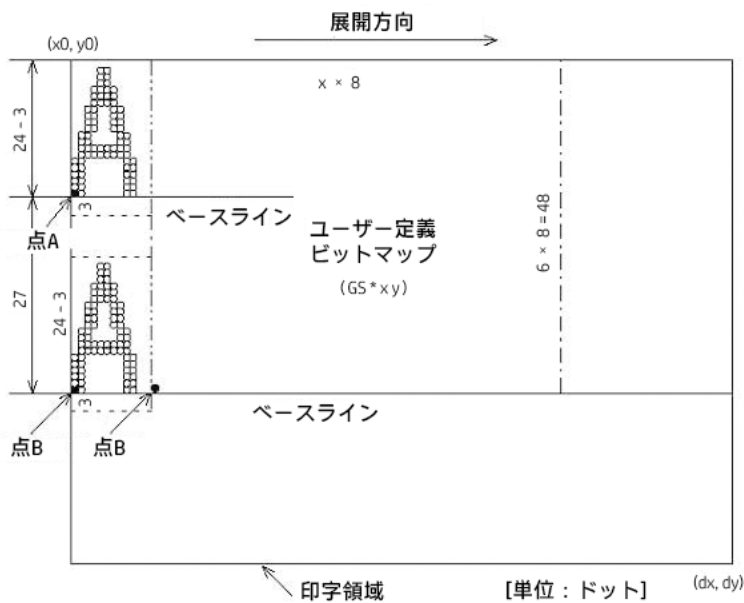 展開方向
(x0, y0)
x × 8
24 - 3
3
ベースライン
点A
ユーザー定義
ビットマップ
(GS*x y)
6 × 8 = 48
27
24 - 3
3
ベースライン
点B
点B
印字領域
[単位：ドット]
(dx, dy)